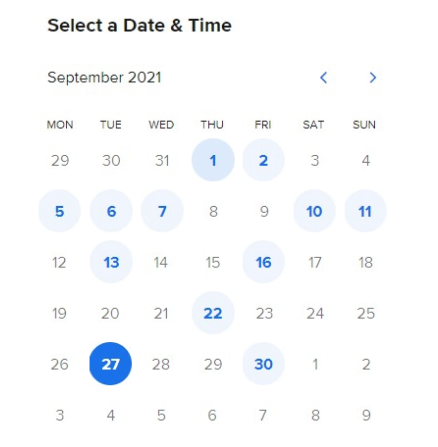 Select a Date & Time
September 2021
MON TUE WED THU FRI SAT SUN
29 30 31 1 2 3 4
5 6 7 8 9 10 11
12 13 14 15 16 17 18
19 20 21 22 23 24 25
26 27 28 29 30 1 2
3 4 5 6 7 8 9